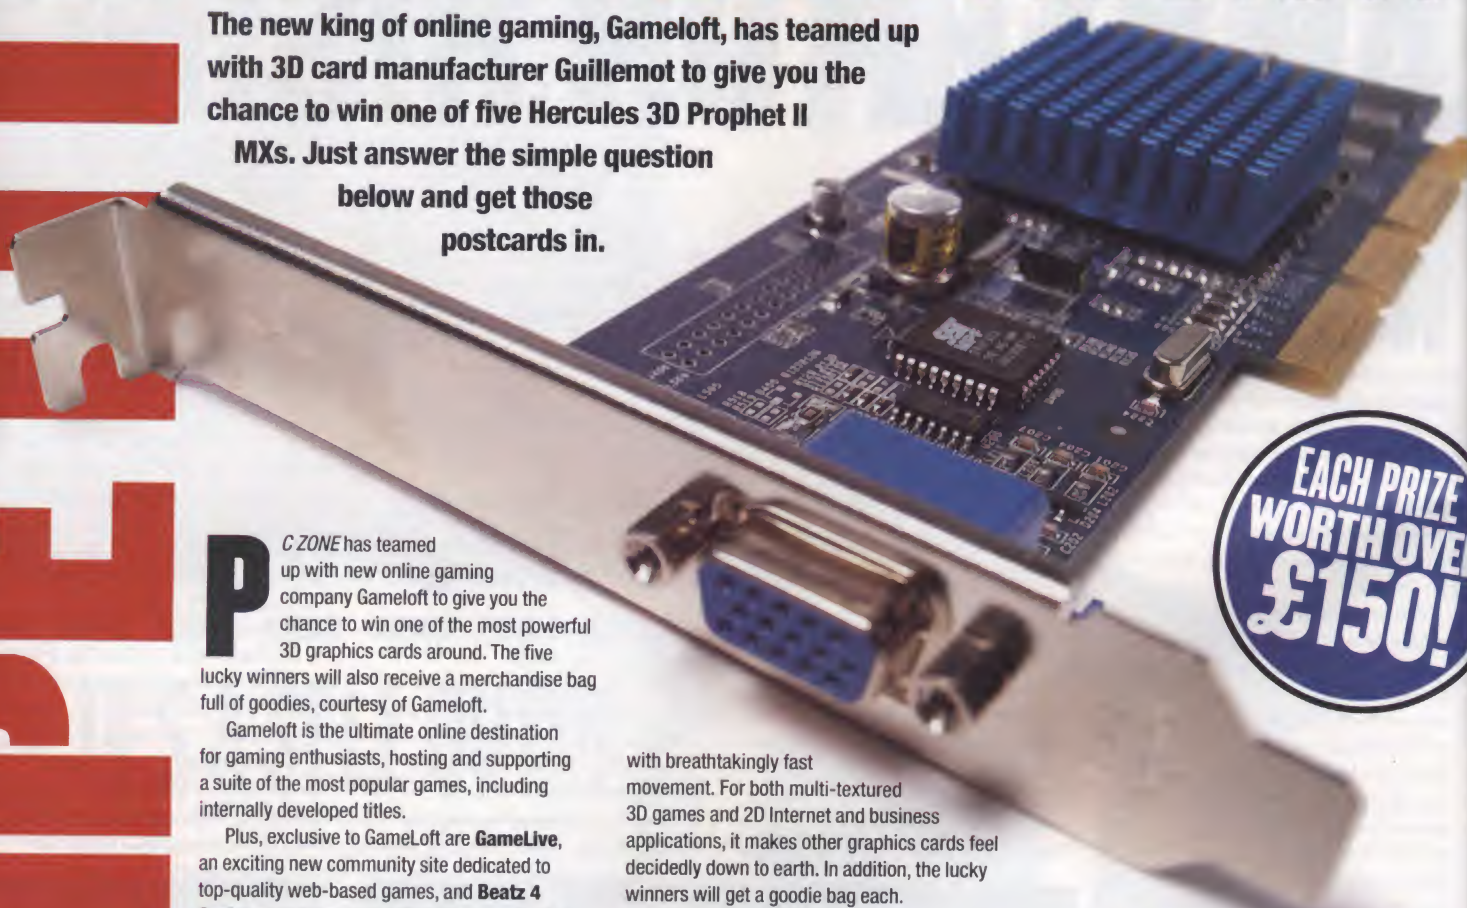 The new king of online gaming, Gameloft, has teamed up
with 3D card manufacturer Guillemot to give you the
chance to win one of five Hercules 3D Prophet II
MXs. Just answer the simple question
below and get those
postcards in.
EACH PRIZE
WORTH OVE
£150!
PC ZONE has teamed
up with new online gaming
company Gameloft to give you the
chance to win one of the most powerful
3D graphics cards around. The five
lucky winners will also receive a merchandise bag
full of goodies, courtesy of Gameloft.
Gameloft is the ultimate online destination
for gaming enthusiasts, hosting and supporting
a suite of the most popular games, including
internally developed titles.
Plus, exclusive to GameLoft are GameLive,
an exciting new community site dedicated to
top-quality web-based games, and Beatz 4
with breathtakingly fast
movement. For both multi-textured
3D games and 2D Internet and business
applications, it makes other graphics cards feel
decidedly down to earth. In addition, the lucky
winners will get a goodie bag each.